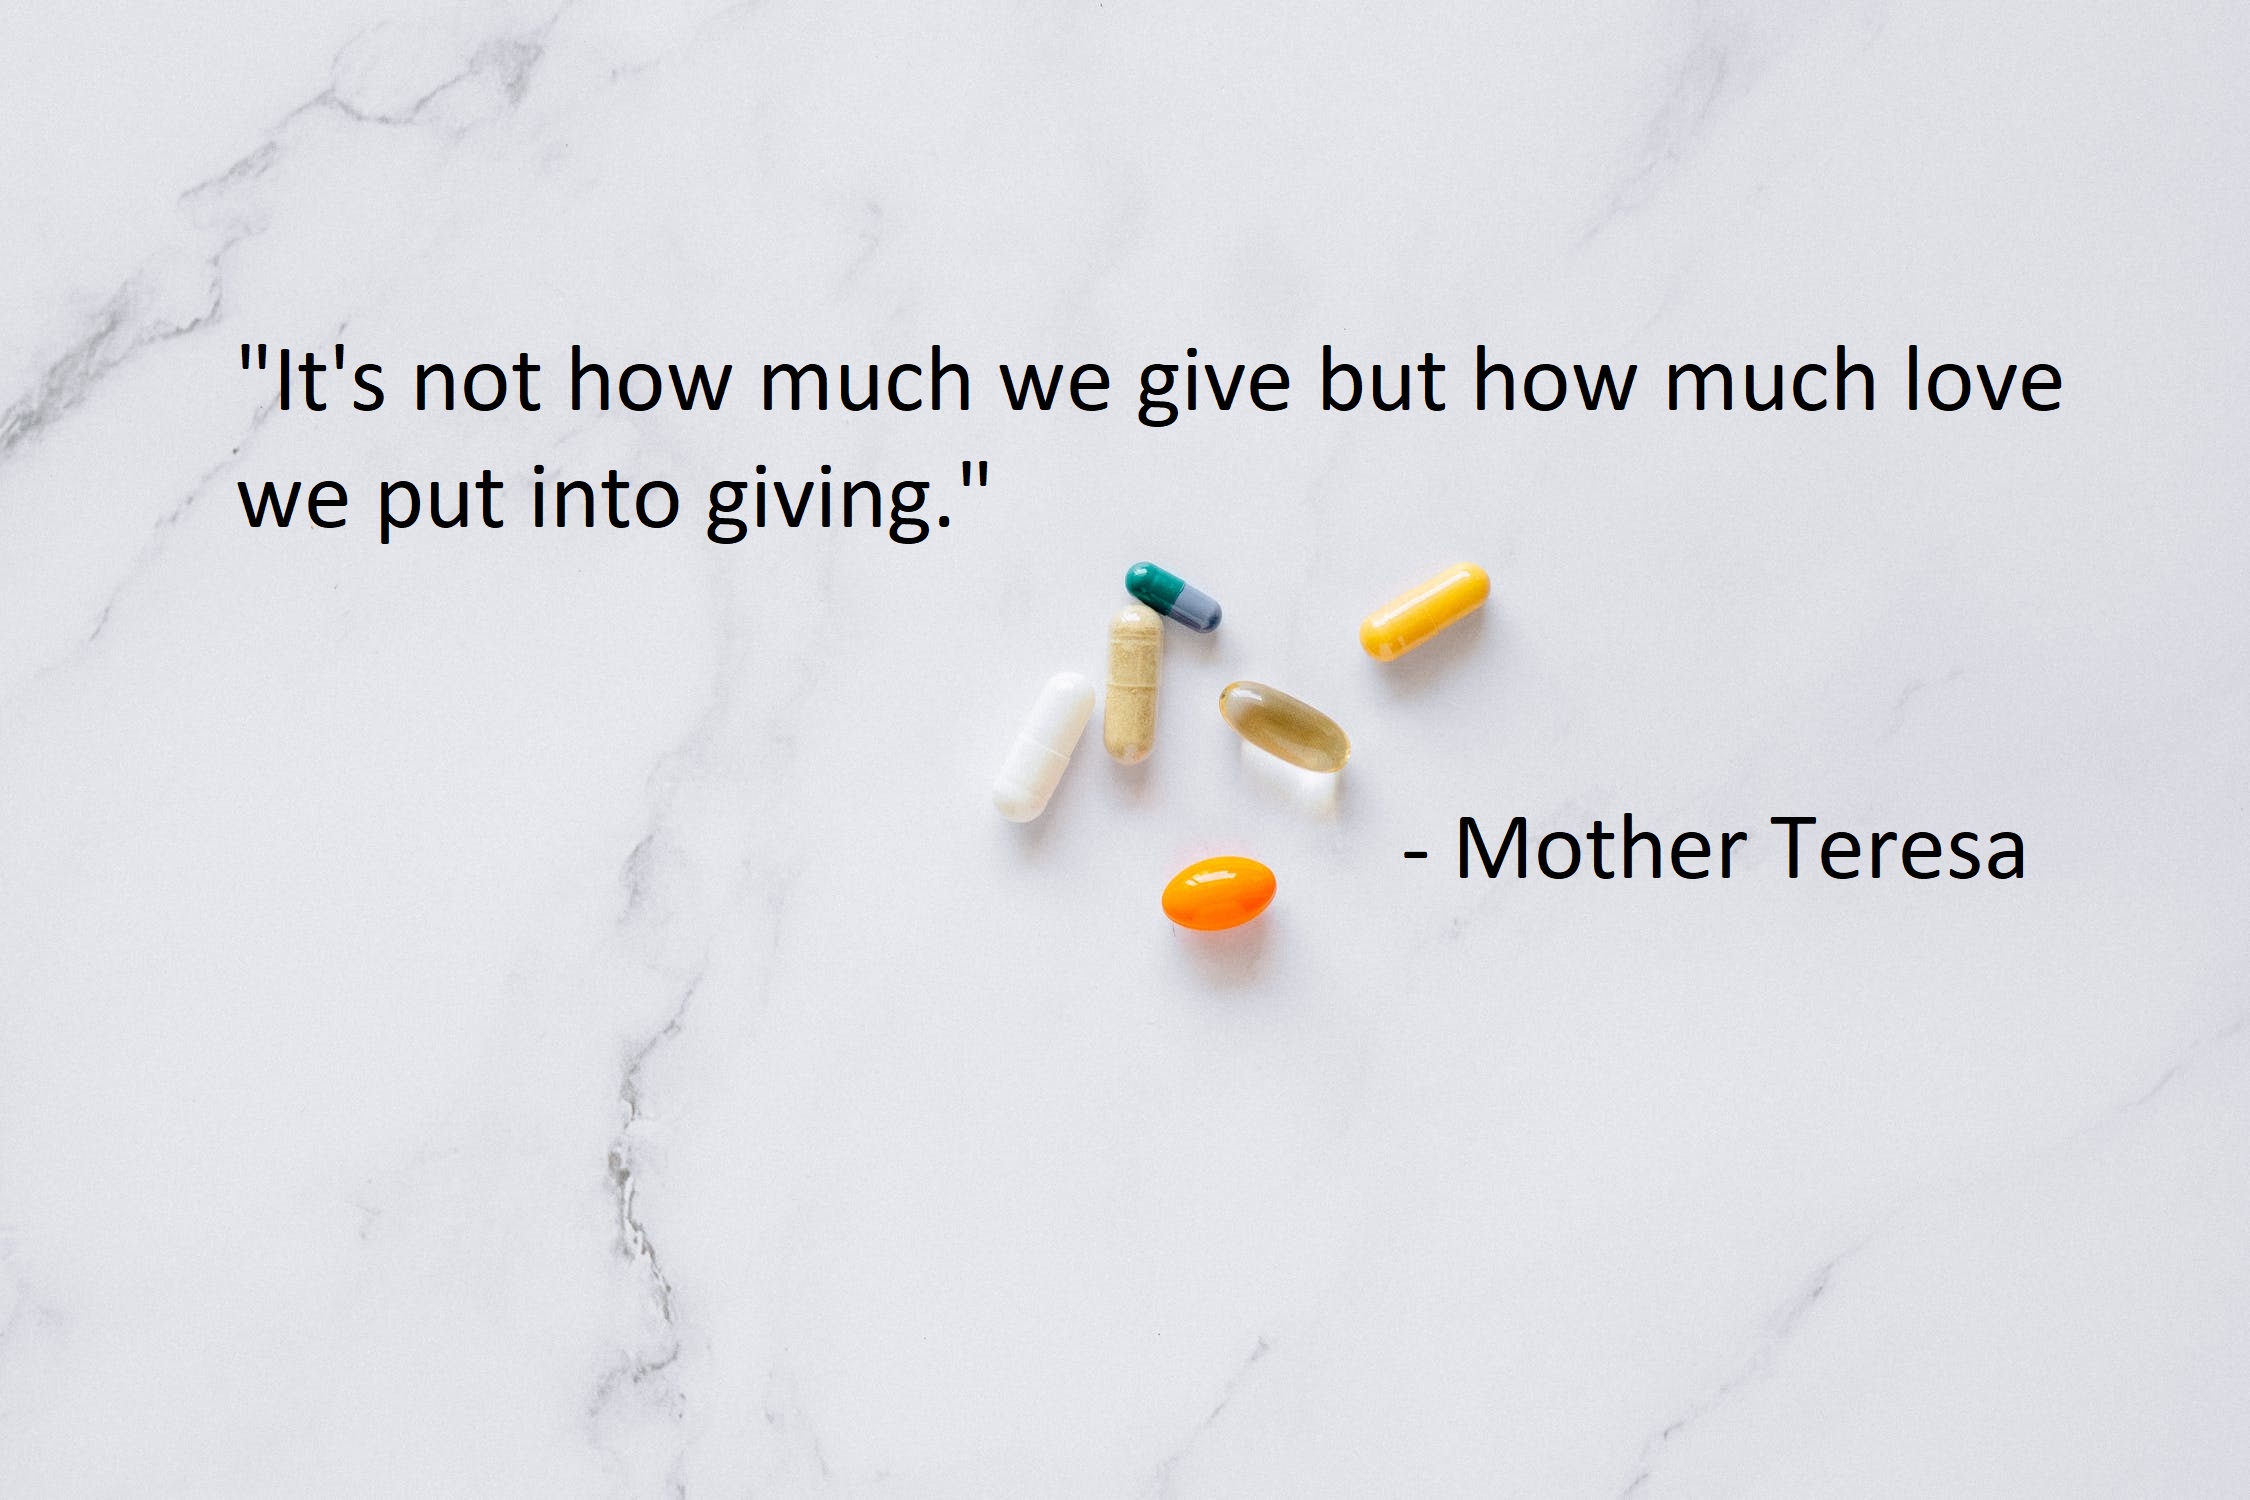 "It's not how much we give but how much love
we put into giving."
- Mother Teresa